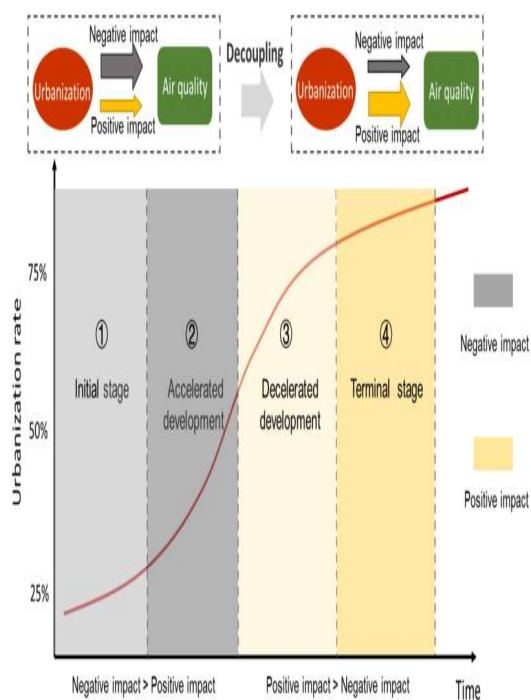 Negative impact
Urbanization
Air quality
Positive impact
Decoupling
Negative impact
Urbanization
Air quality
Positive impact
Urbanization rate
75%
50%
25%
①
Initial stage
②
Accelerated
development
③
Decelerated
development
④
Terminal stage
Negative impact
Positive impact
Negative impact > Positive impact
Positive impact > Negative impact
Time